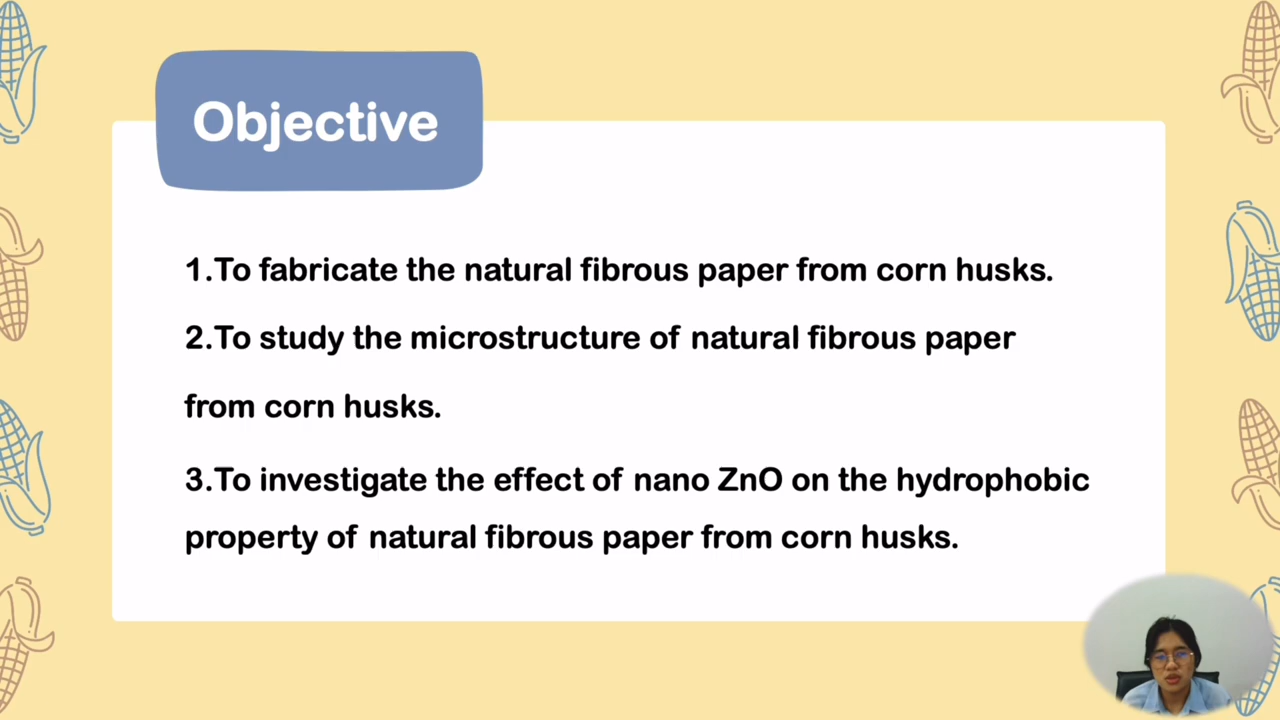 Objective
1.To fabricate the natural fibrous paper from corn husks.
2.To study the microstructure of natural fibrous paper
from corn husks.
3.To investigate the effect of nano ZnO on the hydrophobic
property of natural fibrous paper from corn husks.